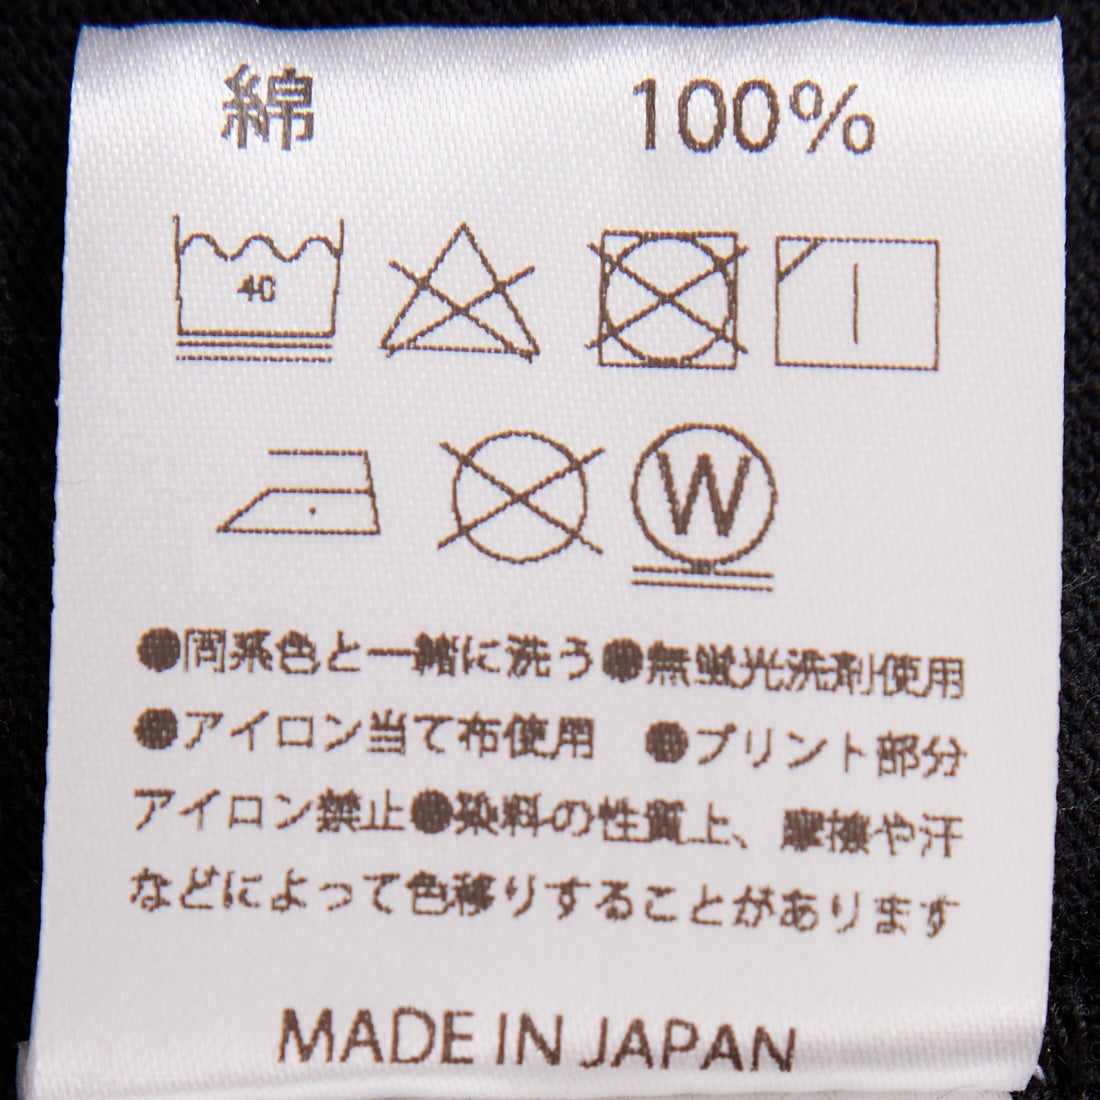 綿 100%
40
W
●同系色と一緒に洗う●無蛍光洗剤使用
●アイロン当て布使用 ●プリント部分
アイロン禁止●染料の性質上、摩擦や汗
などによって色移りすることがあります
MADE IN JAPAN